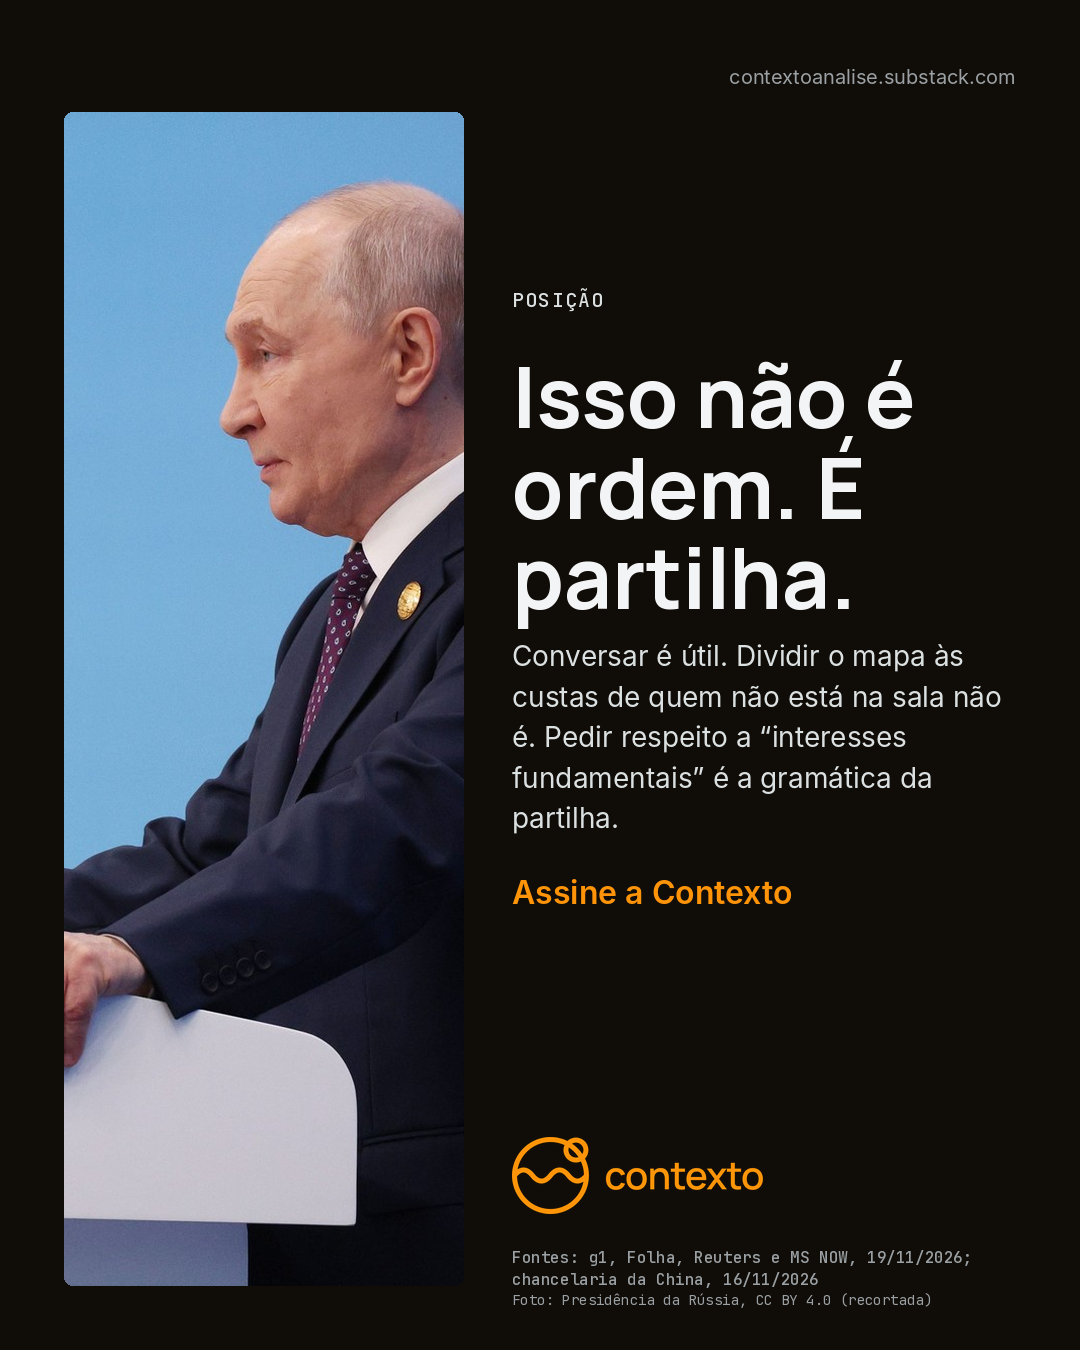 contextoanalise.substack.com
POSIÇÃO
Isso não é
ordem. É
partilha.
Conversar é útil. Dividir o mapa às
custas de quem não está na sala não
é. Pedir respeito a “interesses
fundamentais” é a gramática da
partilha.
Assine a Contexto
contexto
Fontes: g1, Folha, Reuters e MS NOW, 19/11/2026;
chancelaria da China, 16/11/2026
Foto: Presidência da Rússia, CC BY 4.0 (recortada)